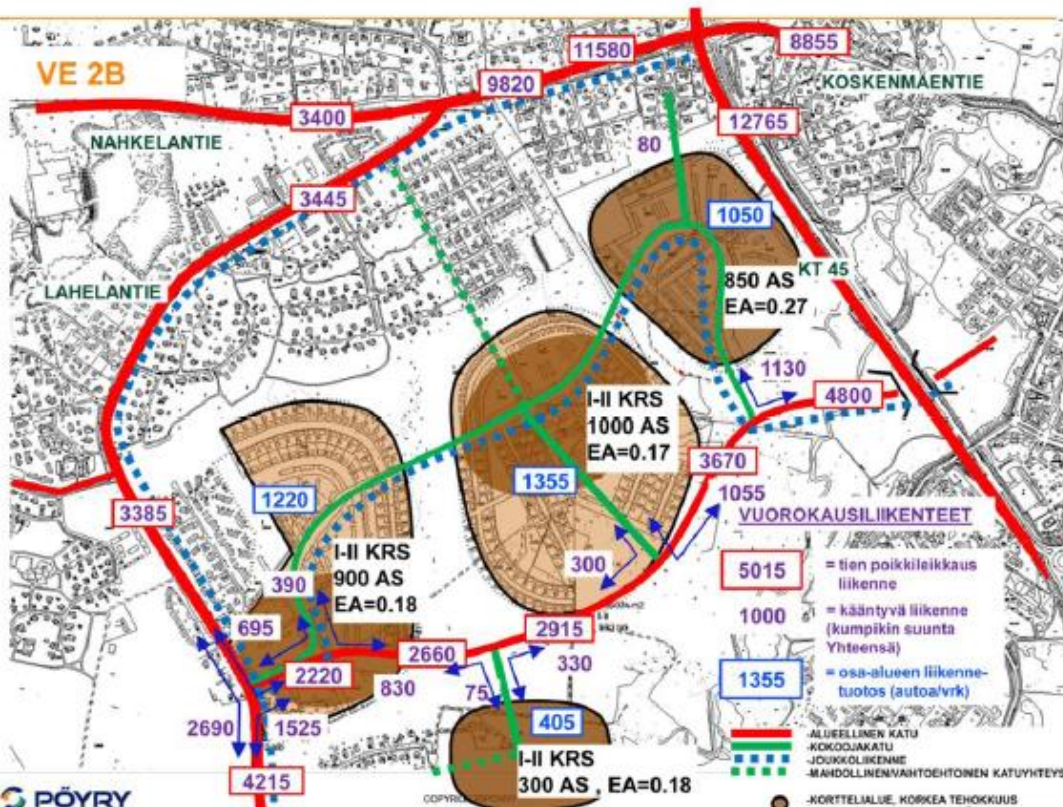 VE 2B
11580
8855
9820
KOSKENMAENTIE
3400
12765
NAHKELANTIE
80
3445
1050
LAHELANTIE
850 AS
KT 45
EA=0.27
1130
I-II KRS
1000 AS
EA=0.17
4800
3670
1220
1355
1055
3385
VUOROKAUSILIIKENTEET
I-II KRS
900 AS
EA=0.18
390
300
5015
= tien poikkileikkaus
liikenne
1000
= kääntyvä liikenne
(kumpikin suunta
Yhteensä)
695
2915
2660
330
2220
830
75
1355
= osa-alueen liikenne-
tuotos (autoa/vrk)
2690
1525
405
4215
I-II KRS
300 AS , EA=0.18
-ALUEELLINEN KATU
-KOKOOJAKATU
-JOUKKOLIIKENNE
-MAHDOLLINEN/VAIHTOEHTOINEN KATUYHTEYS
-KORTTELIALUE, KORKEA TEHOKKUUS
PÖYRY